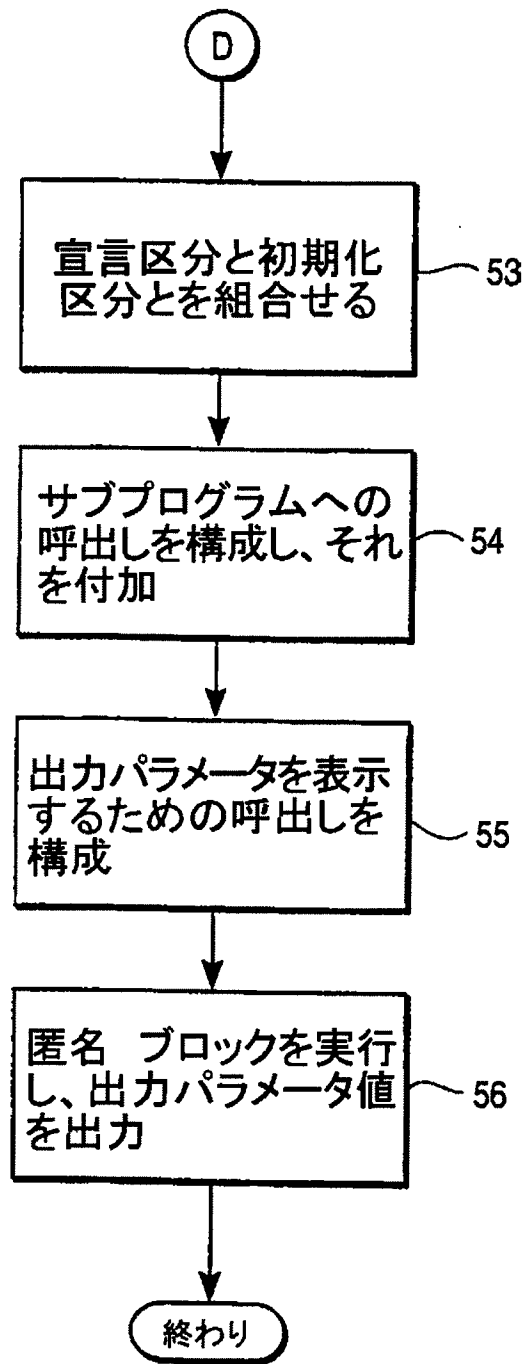 D
宣言区分と初期化
区分とを組合せる
53
サブプログラムへの
呼出しを構成し、それ
を付加
54
出力パラメータを表示
するための呼出しを
構成
55
匿名 ブロックを実行
し、出力パラメータ値
を出力
56
終わり